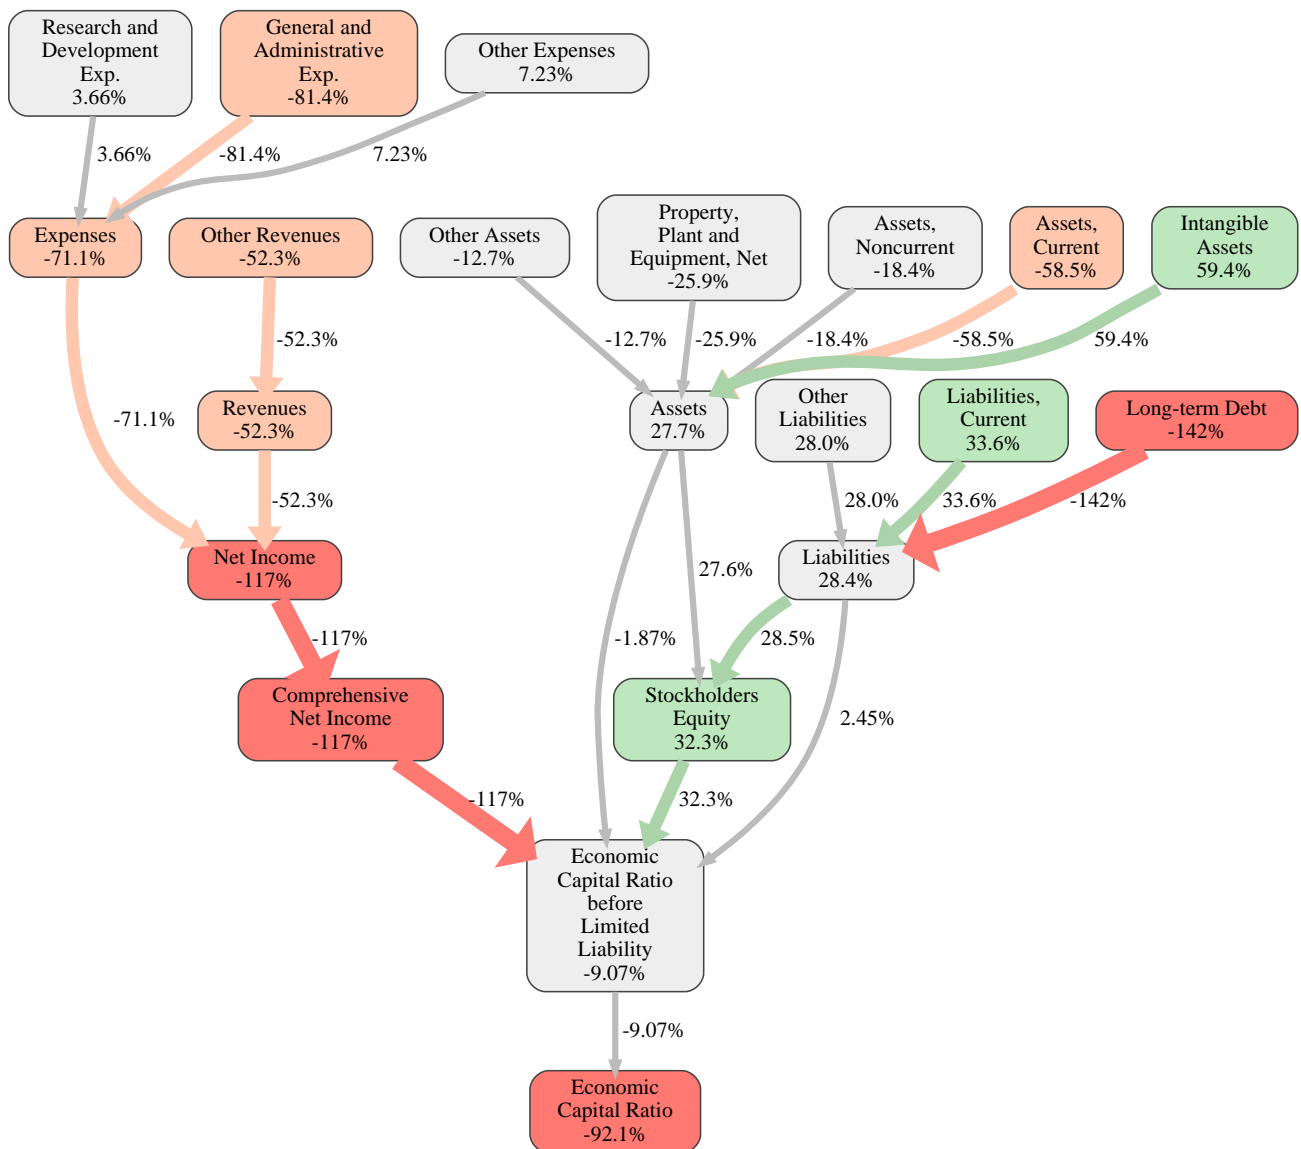 Research and
Development
Exp.
3.66%
General and
Administrative
Exp.
-81.4%
Other Expenses
7.23%
3.66%
-81.4%
7.23%
Expenses
-71.1%
Other Revenues
-52.3%
Other Assets
-12.7%
Property,
Plant and
Equipment, Net
-25.9%
Assets,
Noncurrent
-18.4%
Assets,
Current
-58.5%
Intangible
Assets
59.4%
-52.3%
-12.7%
-25.9%
-18.4%
-58.5%
59.4%
-71.1%
Revenues
-52.3%
Assets
27.7%
Other
Liabilities
28.0%
Liabilities,
Current
33.6%
Long-term Debt
-142%
-52.3%
28.0%
33.6%
-142%
Net Income
-117%
27.6%
Liabilities
28.4%
-117%
-1.87%
28.5%
Comprehensive
Net Income
-117%
Stockholders
Equity
32.3%
2.45%
-117%
32.3%
Economic
Capital Ratio
before
Limited
Liability
-9.07%
-9.07%
Economic
Capital Ratio
-92.1%